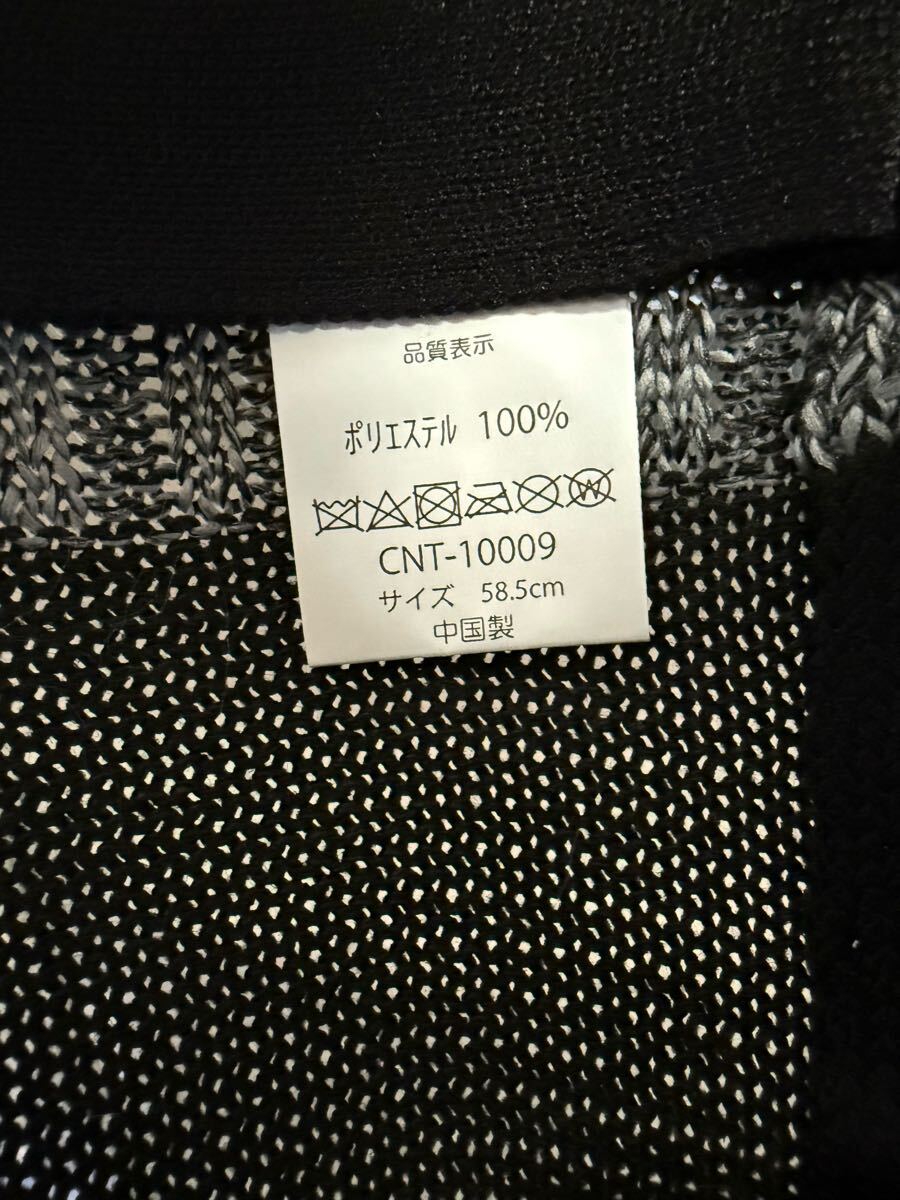 品質表示
ポリエステル 100%
W
CNT-10009
サイズ 58.5cm
中国製